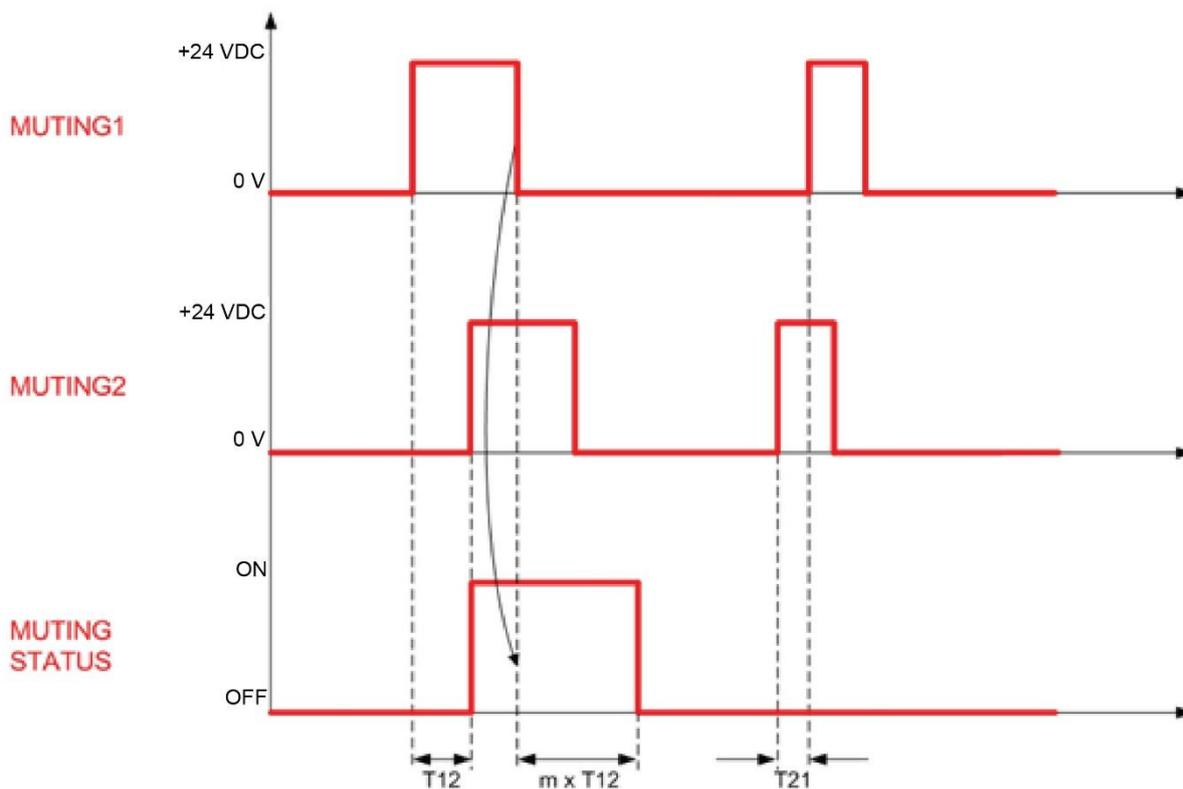 +24 VDC
MUTING1
0 V
+24 VDC
MUTING2
0 V
ON
MUTING
STATUS
OFF
T12
m x T12
T21